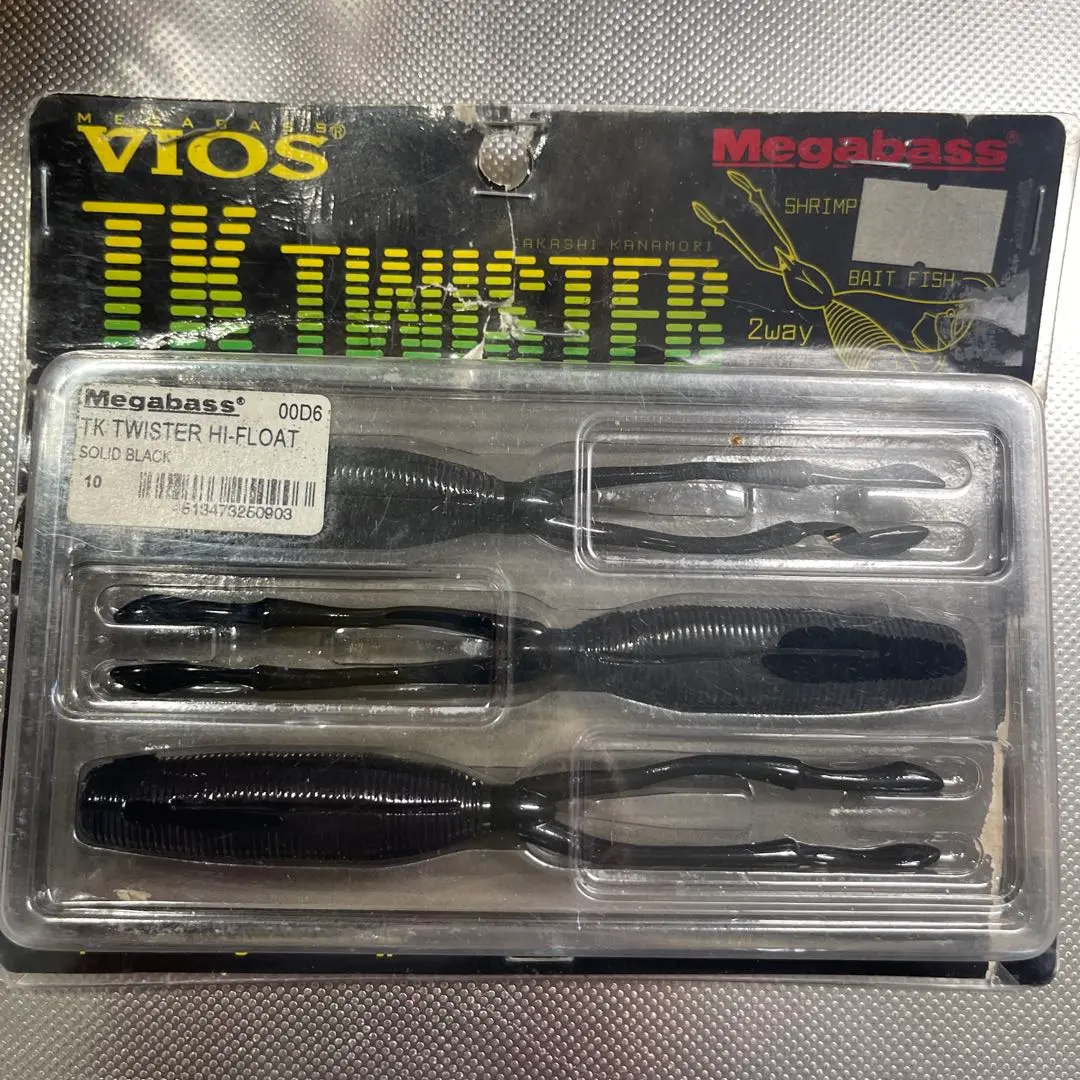 MEGABASS
VIOS®
Megabass®
TK TWISTER
AKASHI KANAMORI
SHRIMP
BAIT FISH
2way
Megabass® 00D6
TK TWISTER HI-FLOAT
SOLID BLACK
10
4513473250903